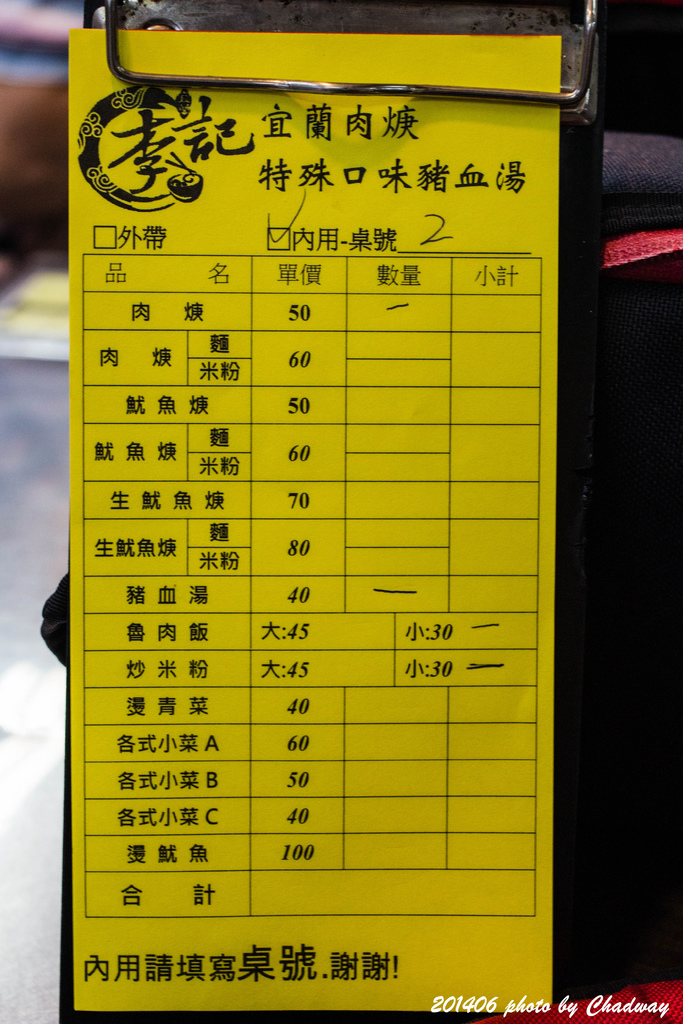 李記
宜蘭肉焿
特殊口味豬血湯
□外帶 ☑內用-桌號 2
品名 單價 數量 小計
肉焿 50 一
肉焿 麵 米粉 60
魷魚焿 50
魷魚焿 麵 米粉 60
生魷魚焿 70
生魷魚焿 麵 米粉 80
豬血湯 40 一
魯肉飯 大:45 小:30 一
炒米粉 大:45 小:30 一
燙青菜 40
各式小菜A 60
各式小菜B 50
各式小菜C 40
燙魷魚 100
合計
內用請填寫桌號.謝謝!
201406 photo by Chadway